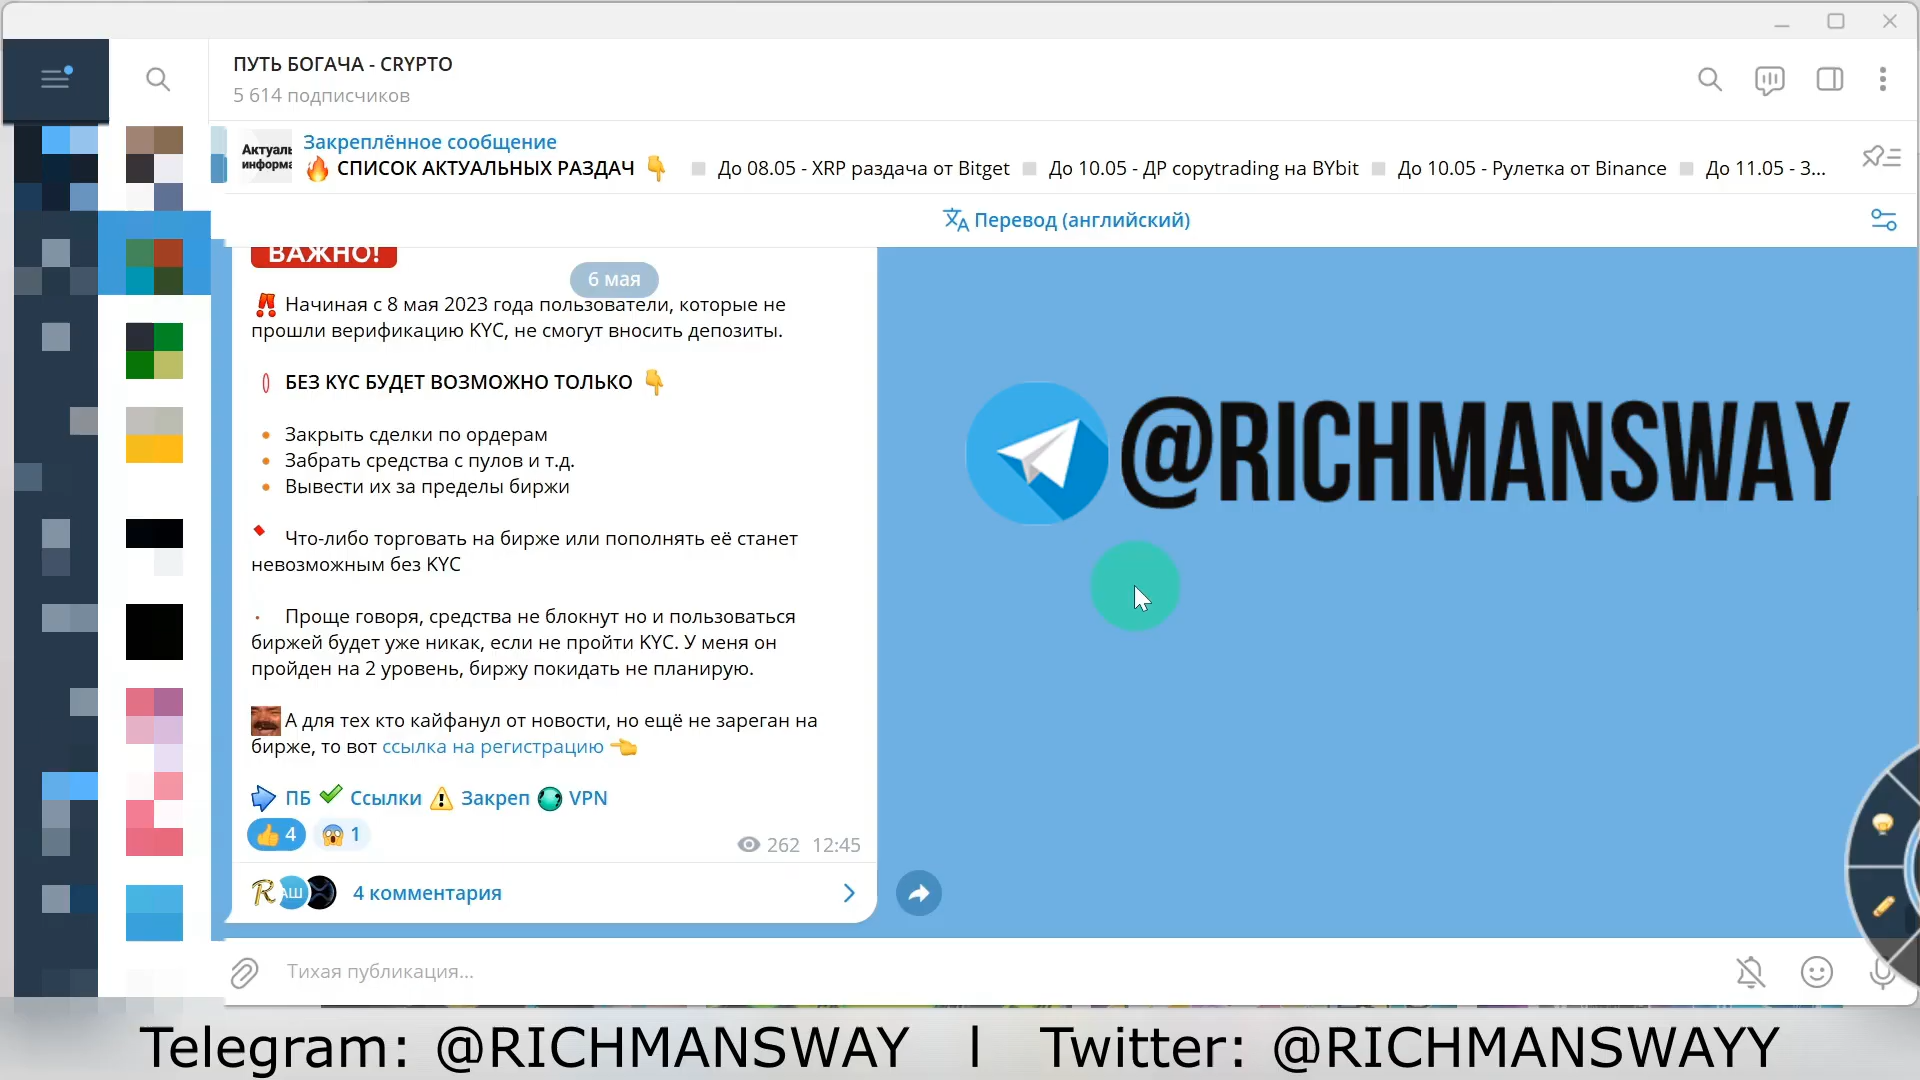 ПУТЬ БОГАЧА - CRYPTO
5 614 подписчиков
Закреплённое сообщение
СПИСОК АКТУАЛЬНЫХ РАЗДАЧ До 08.05 - XRP раздача от Bitget До 10.05 - ДР copytrading на BYbit До 10.05 - Рулетка от Binance До 11.05 - З...
Перевод (английский)
ВАЖНО!
6 мая
Начиная с 8 мая 2023 года пользователи, которые не
прошли верификацию KYC, не смогут вносить депозиты.
БЕЗ KYC БУДЕТ ВОЗМОЖНО ТОЛЬКО
Закрыть сделки по ордерам
Забрать средства с пулов и т.д.
Вывести их за пределы биржи
Что-либо торговать на бирже или пополнять её станет
невозможным без KYC
Проще говоря, средства не блокнут но и пользоваться
биржей будет уже никак, если не пройти KYC. У меня он
пройден на 2 уровень, биржу покидать не планирую.
А для тех кто кайфанул от новости, но ещё не зареган на
бирже, то вот ссылка на регистрацию
ПБ Ссылки Закреп VPN
4 1
262 12:45
АШ
4 комментария
@RICHMANSWAY
Тихая публикация...
Telegram: @RICHMANSWAY | Twitter: @RICHMANSWAYY